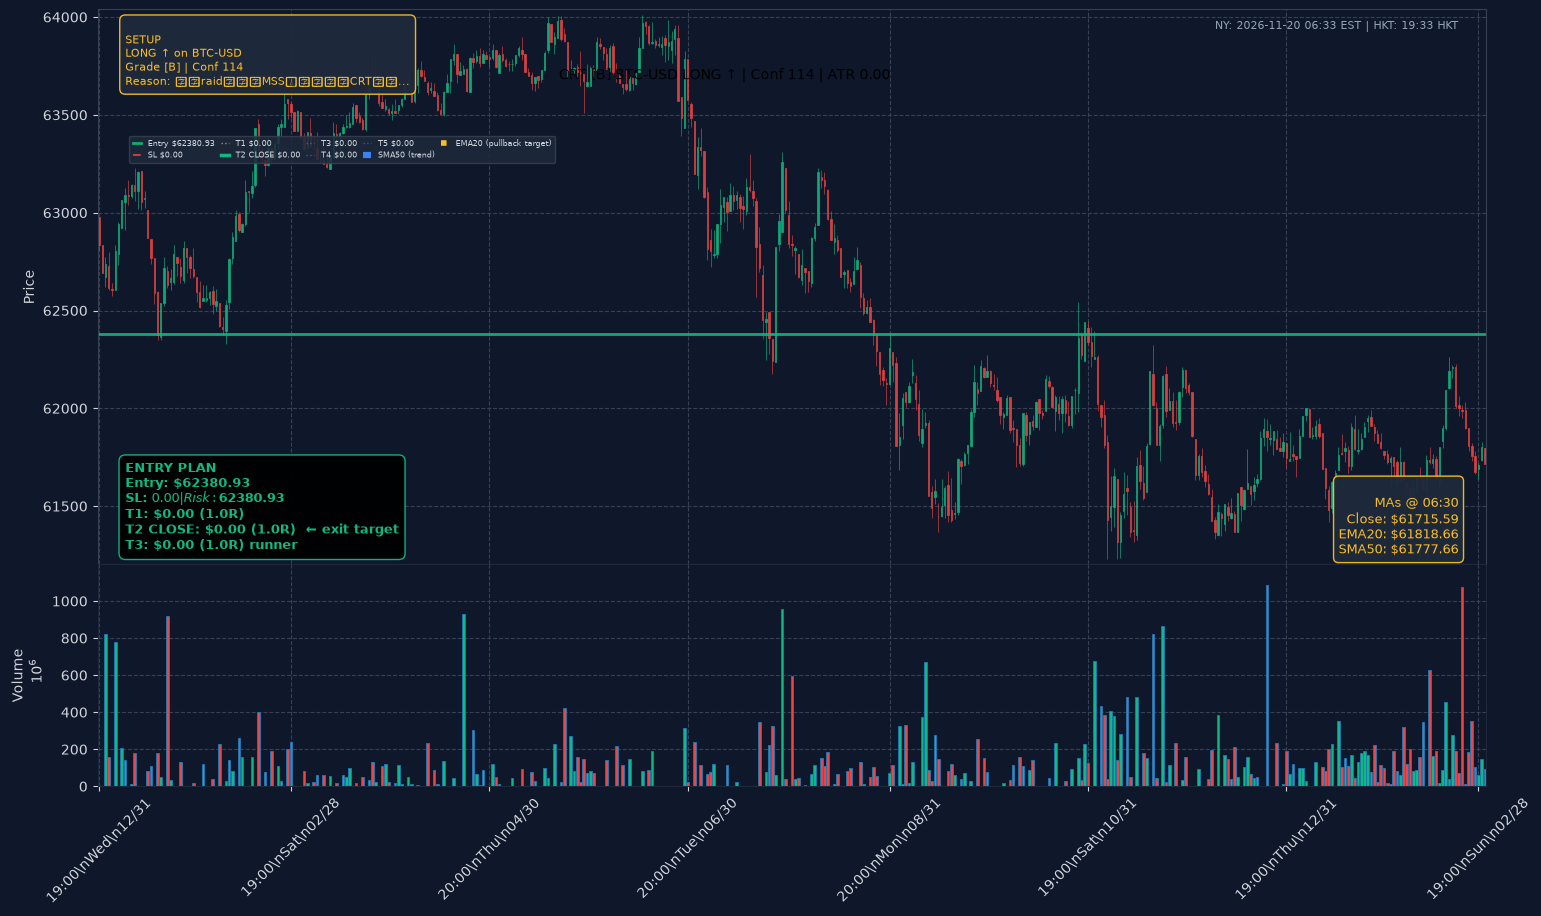 NY: 2026-11-20 06:33 EST | HKT: 19:33 HKT
SETUP
LONG ↑ on BTC-USD
Grade [B] | Conf 114
Reason: raid MSS CRT ...
BTC-USD LONG ↑ | Conf 114 | ATR 0.00
Entry $62380.93
SL $0.00
T1 $0.00
T2 CLOSE $0.00
T3 $0.00
T4 $0.00
T5 $0.00
SMA50 (trend)
EMA20 (pullback target)
Price
64000
63500
63000
62500
62000
61500
ENTRY PLAN
Entry: $62380.93
SL: 0.00|Risk:62380.93
T1: $0.00 (1.0R)
T2 CLOSE: $0.00 (1.0R) ← exit target
T3: $0.00 (1.0R) runner
MAs @ 06:30
Close: $61715.59
EMA20: $61818.66
SMA50: $61777.66
Volume
10⁶
1000
800
600
400
200
0
19:00\nWed\n12/31
19:00\nSat\n02/28
20:00\nThu\n04/30
20:00\nTue\n06/30
20:00\nMon\n08/31
19:00\nSat\n10/31
19:00\nThu\n12/31
19:00\nSun\n02/28